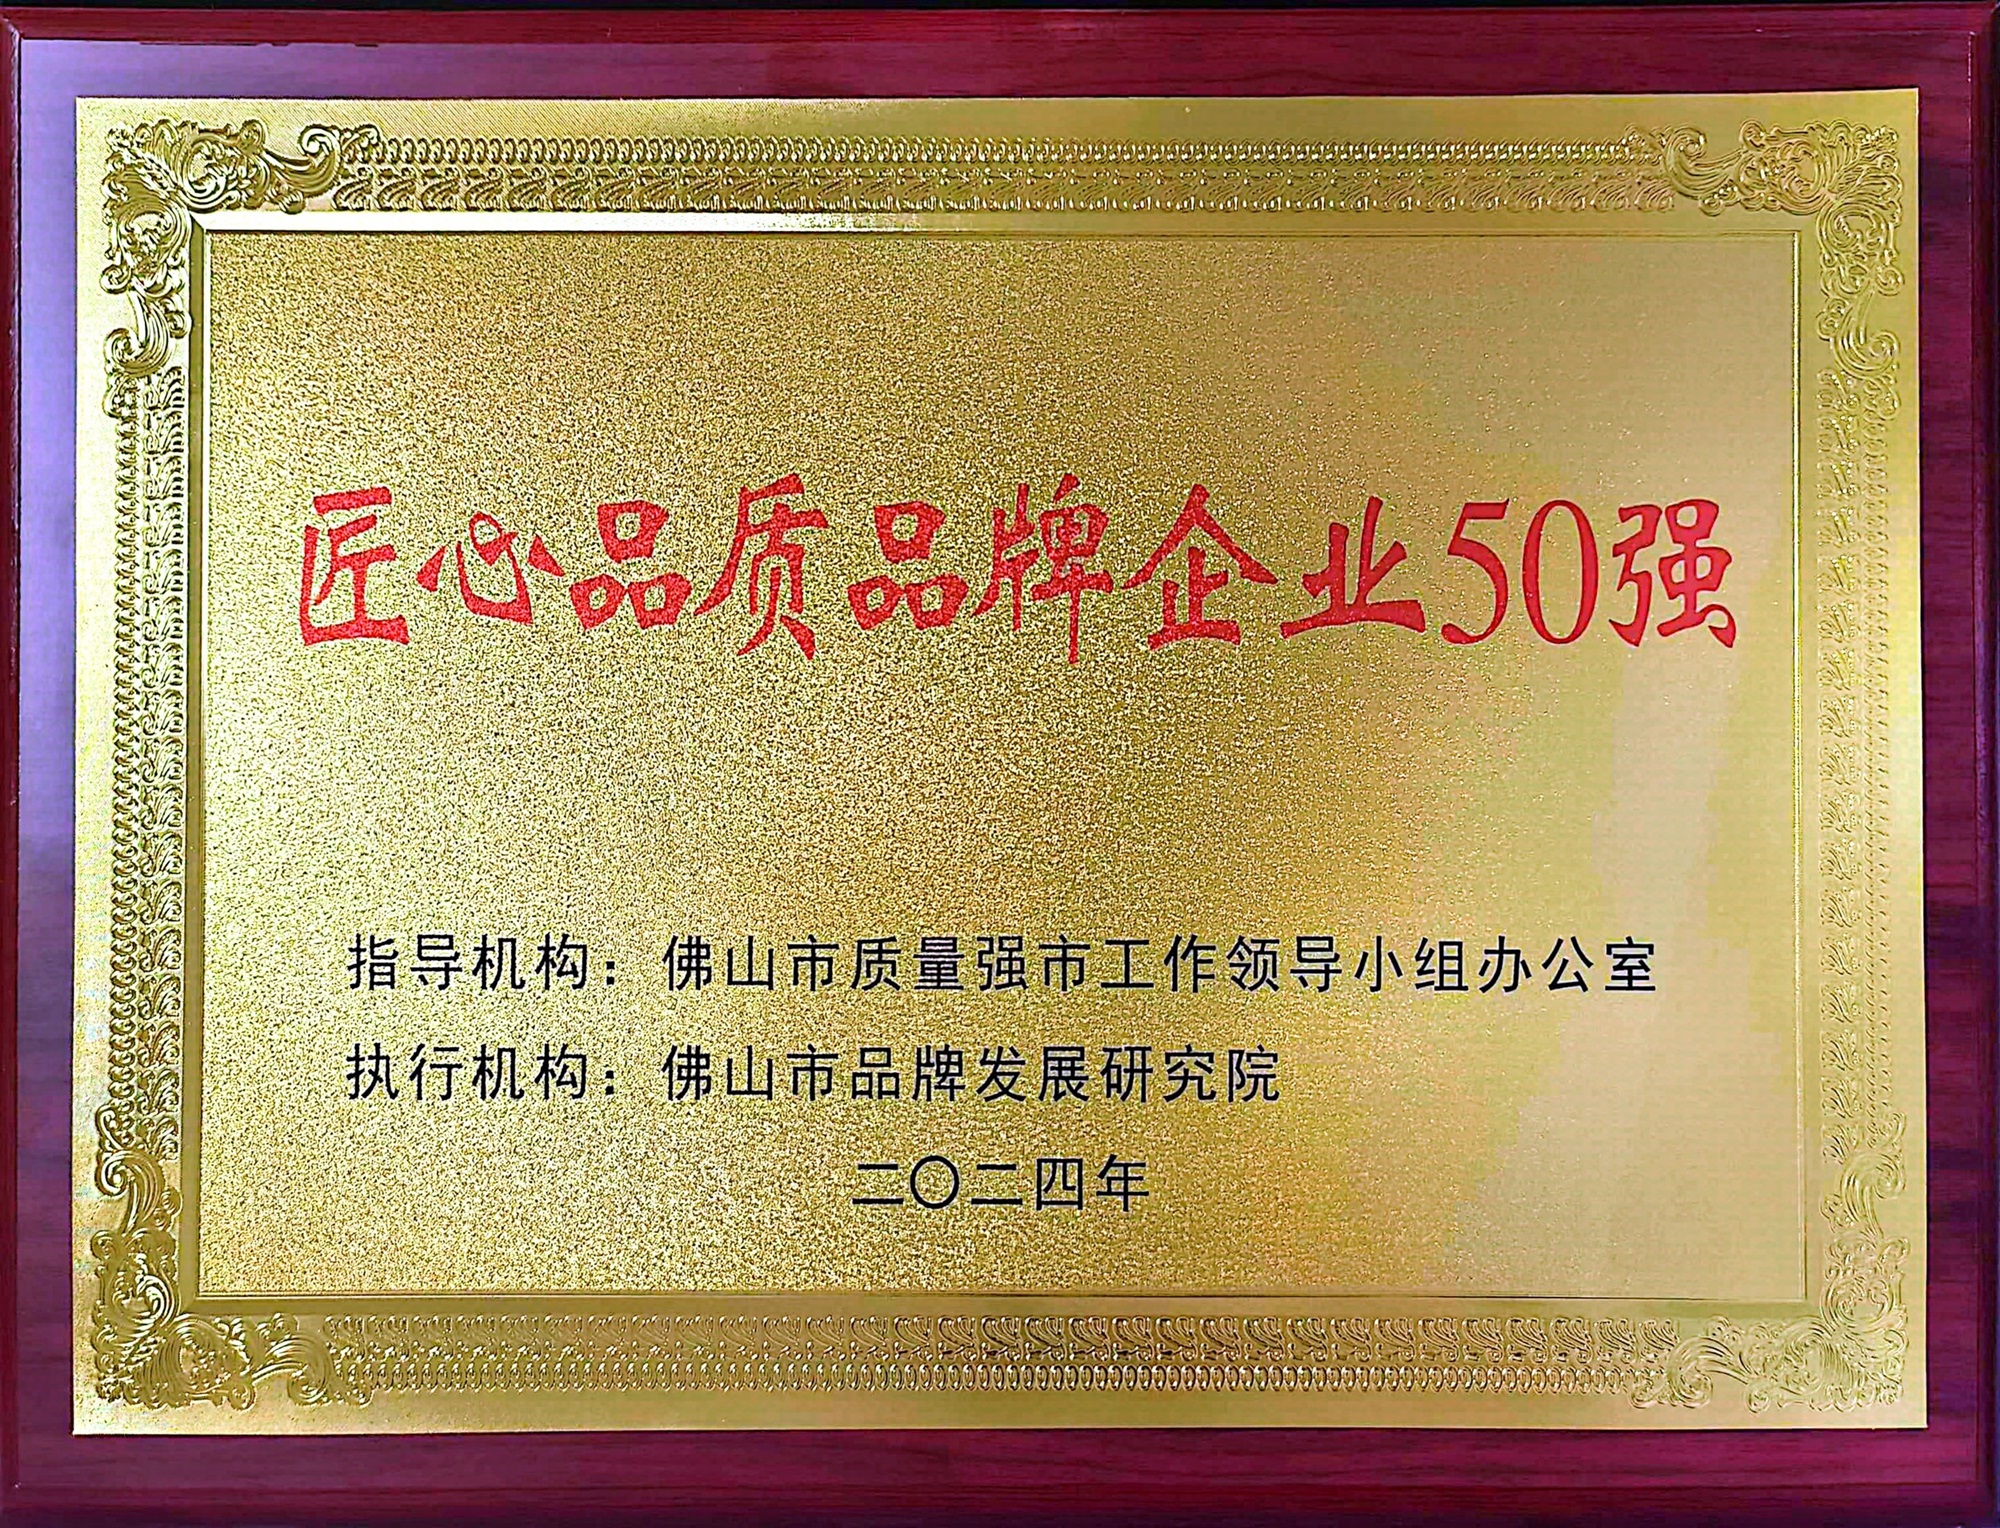 匠心品质品牌企业50强
指导机构：佛山市质量强市工作领导小组办公室
执行机构：佛山市品牌发展研究院
二〇二四年